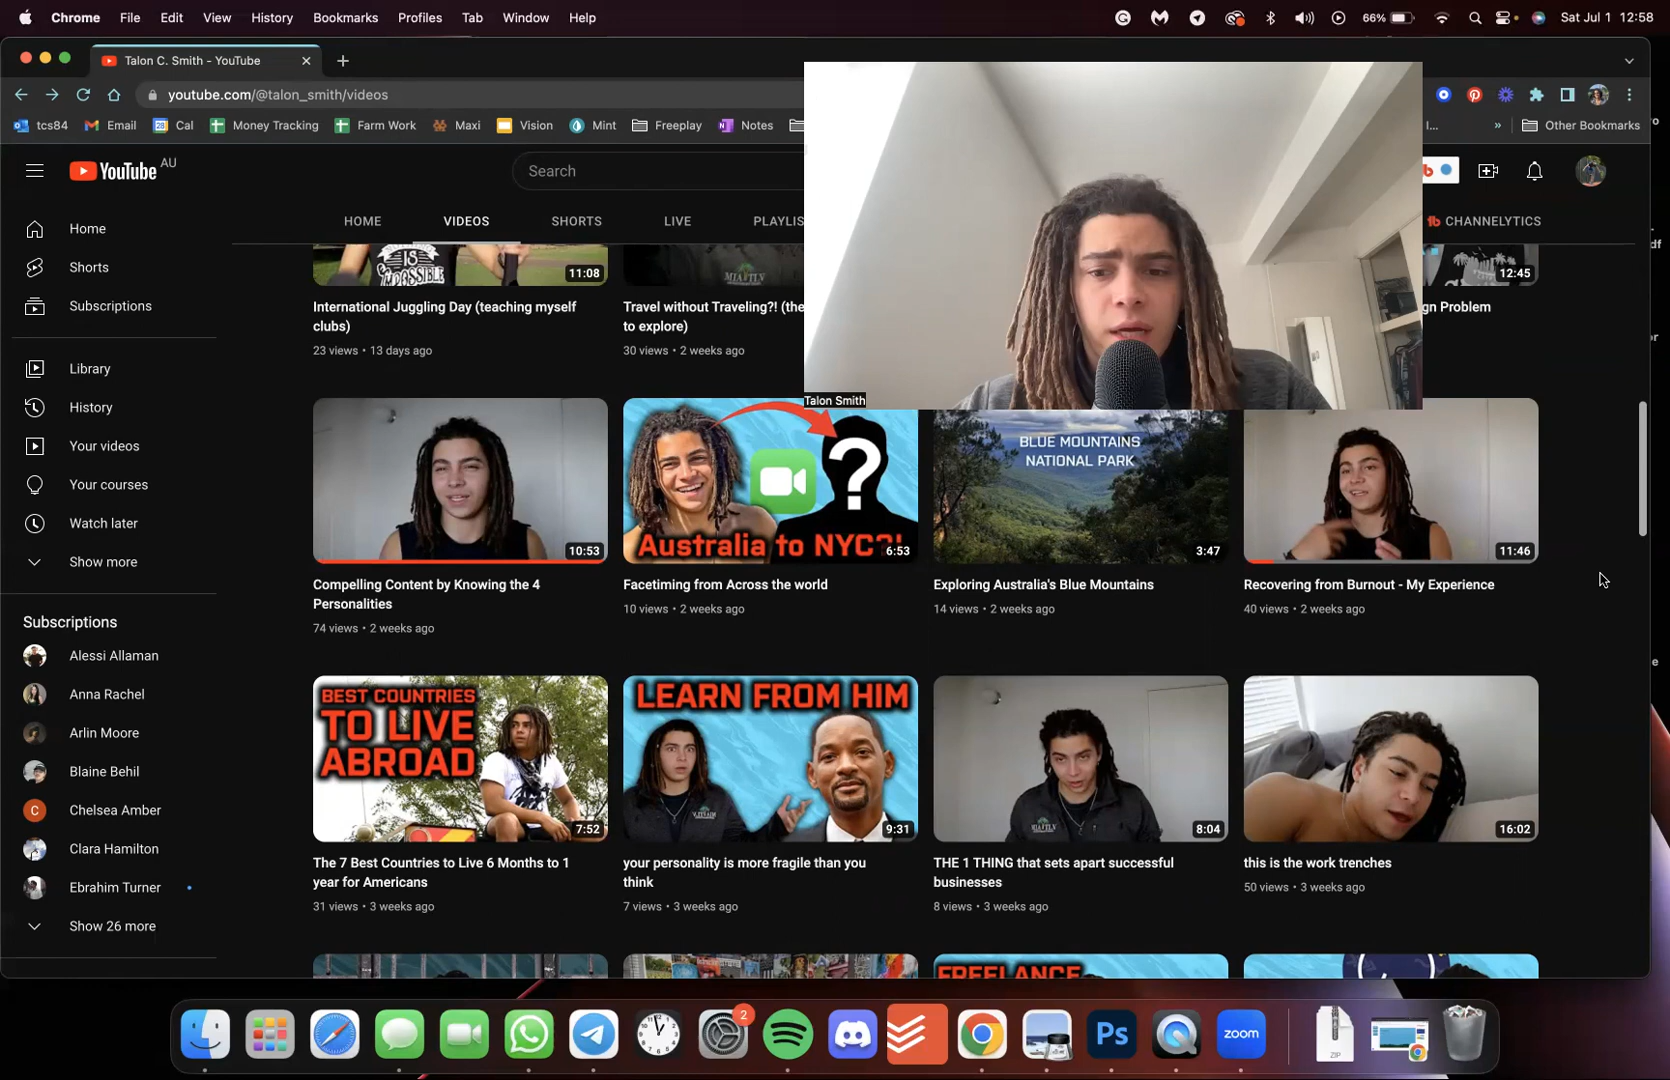 Chrome File Edit View History Bookmarks Profiles Tab Window Help 66% Sat Jul 1 12:58
Talon C. Smith - YouTube
youtube.com/@talon_smith/videos
tcs84 Email Cal Money Tracking Farm Work Maxi Vision Mint Freeplay Notes I... » Other Bookmarks
YouTube AU
Search
HOME VIDEOS SHORTS LIVE PLAYLIS CHANNELYTICS
Home
Shorts
Subscriptions
Library
History
Your videos
Your courses
Watch later
Show more
Subscriptions
Alessi Allaman
Anna Rachel
Arlin Moore
Blaine Behil
Chelsea Amber
Clara Hamilton
Ebrahim Turner
Show 26 more
IS
IMPOSSIBLE
11:08
International Juggling Day (teaching myself
clubs)
23 views • 13 days ago
MIA TLV
Travel without Traveling?! (the
to explore)
30 views • 2 weeks ago
12:45
gn Problem
Talon Smith
10:53
Compelling Content by Knowing the 4
Personalities
74 views • 2 weeks ago
?
Australia to NYC?!
6:53
Facetiming from Across the world
10 views • 2 weeks ago
BLUE MOUNTAINS
NATIONAL PARK
3:47
Exploring Australia's Blue Mountains
14 views • 2 weeks ago
11:46
Recovering from Burnout - My Experience
40 views • 2 weeks ago
BEST COUNTRIES
TO LIVE
ABROAD
7:52
The 7 Best Countries to Live 6 Months to 1
year for Americans
31 views • 3 weeks ago
LEARN FROM HIM
9:31
your personality is more fragile than you
think
7 views • 3 weeks ago
8:04
THE 1 THING that sets apart successful
businesses
8 views • 3 weeks ago
16:02
this is the work trenches
50 views • 3 weeks ago
FREELANCE
2
Ps
zoom
ZIP